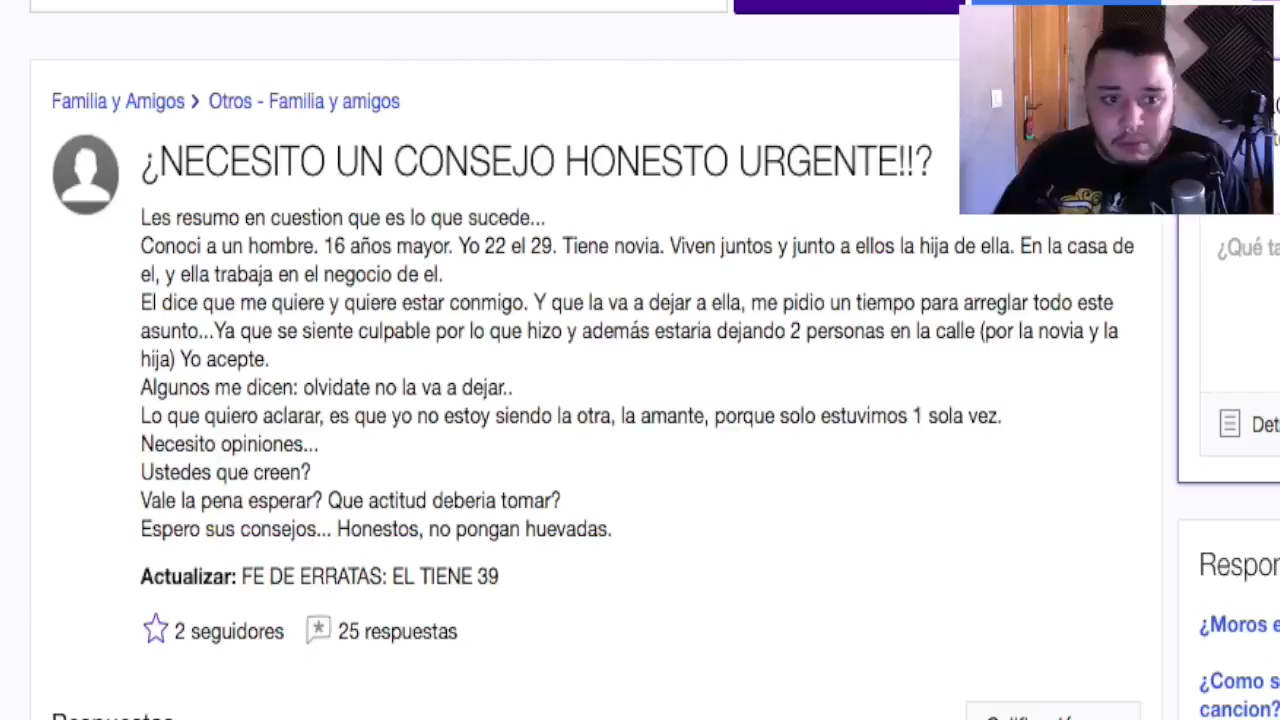 Familia y Amigos > Otros - Familia y amigos
¿NECESITO UN CONSEJO HONESTO URGENTE!!?
Les resumo en cuestion que es lo que sucede...
Conoci a un hombre. 16 años mayor. Yo 22 el 29. Tiene novia. Viven juntos y junto a ellos la hija de ella. En la casa de
el, y ella trabaja en el negocio de el.
El dice que me quiere y quiere estar conmigo. Y que la va a dejar a ella, me pidio un tiempo para arreglar todo este
asunto...Ya que se siente culpable por lo que hizo y además estaria dejando 2 personas en la calle (por la novia y la
hija) Yo acepte.
Algunos me dicen: olvidate no la va a dejar..
Lo que quiero aclarar, es que yo no estoy siendo la otra, la amante, porque solo estuvimos 1 sola vez.
Necesito opiniones...
Ustedes que creen?
Vale la pena esperar? Que actitud deberia tomar?
Espero sus consejos... Honestos, no pongan huevadas.
Actualizar: FE DE ERRATAS: EL TIENE 39
2 seguidores 25 respuestas
Respuestas
¿Qué ta
Det
Respon
¿Moros e
¿Como s
cancion?